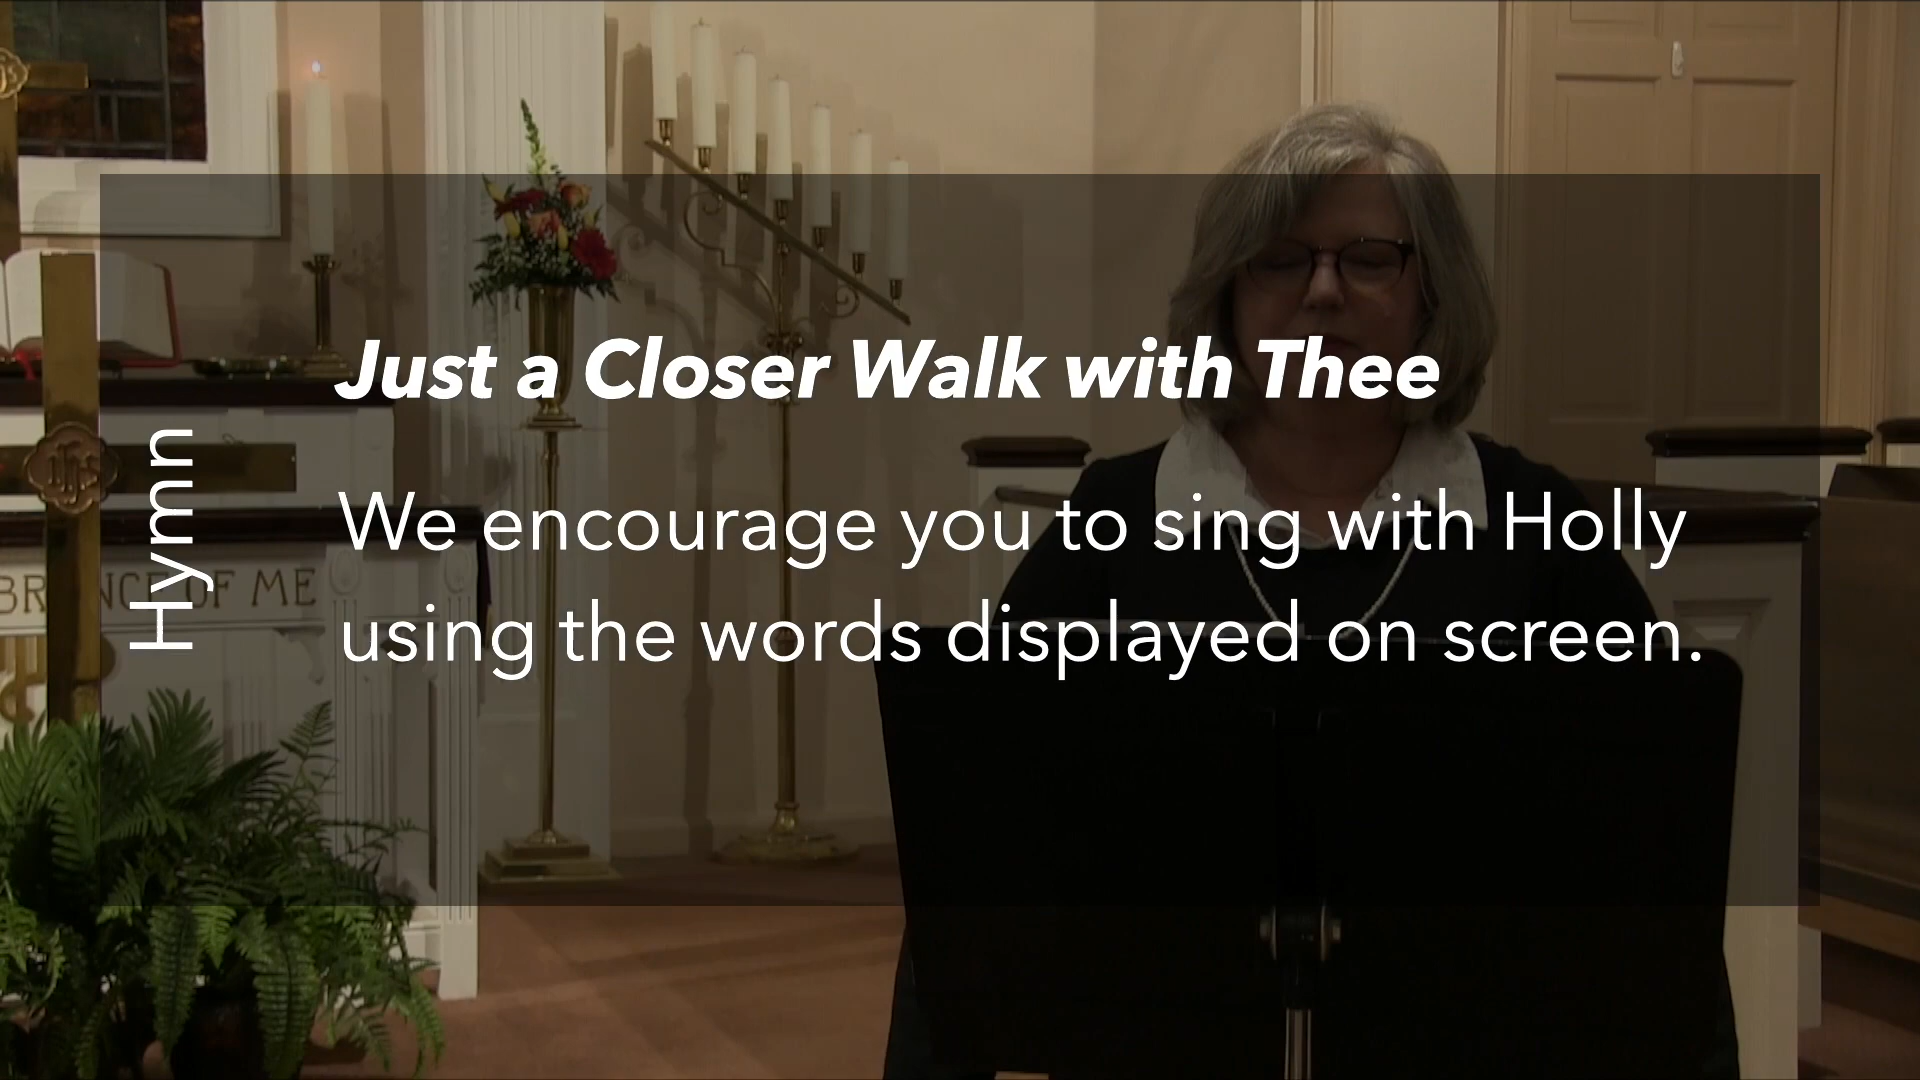 Hymn
Just a Closer Walk with Thee
We encourage you to sing with Holly
using the words displayed on screen.
OF ME
IHS